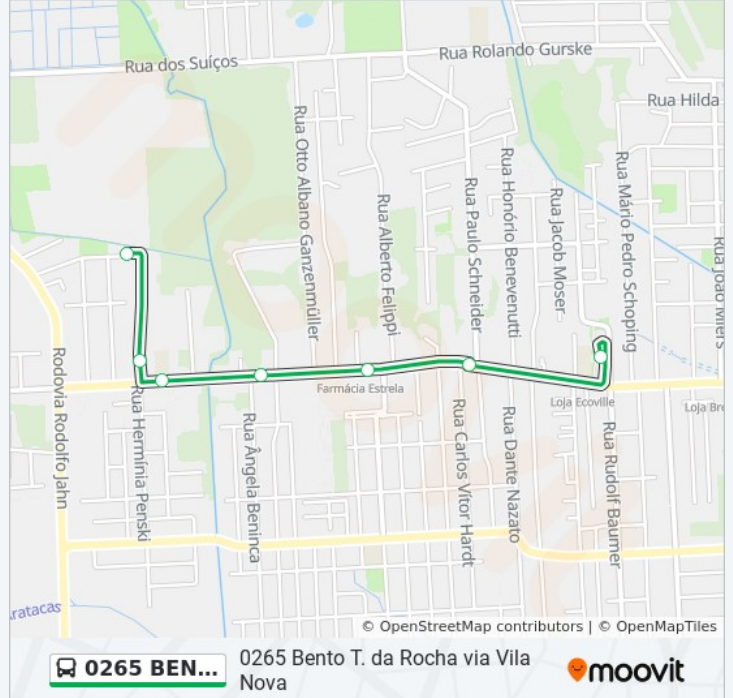 Rua dos Suíços
Rua Rolando Gurske
Rua Hilda
Rua Otto Albano Ganzenmüller
Rua Alberto Felippi
Rua Paulo Schneider
Rua Honório Benevenutti
Rua Jacob Moser
Rua Mário Pedro Schoping
Rua João Miers
Rodovia Rodolfo Jahn
Rua Hermínia Penski
Rua Ângela Beninca
Farmácia Estrela
Rua Carlos Vítor Hardt
Rua Dante Nazato
Loja Ecoville
Rua Rudolf Baumer
Loja Bre
ratacas
© OpenStreetMap contributors | © OpenMapTiles
0265 BEN...
0265 Bento T. da Rocha via Vila
Nova
moovit